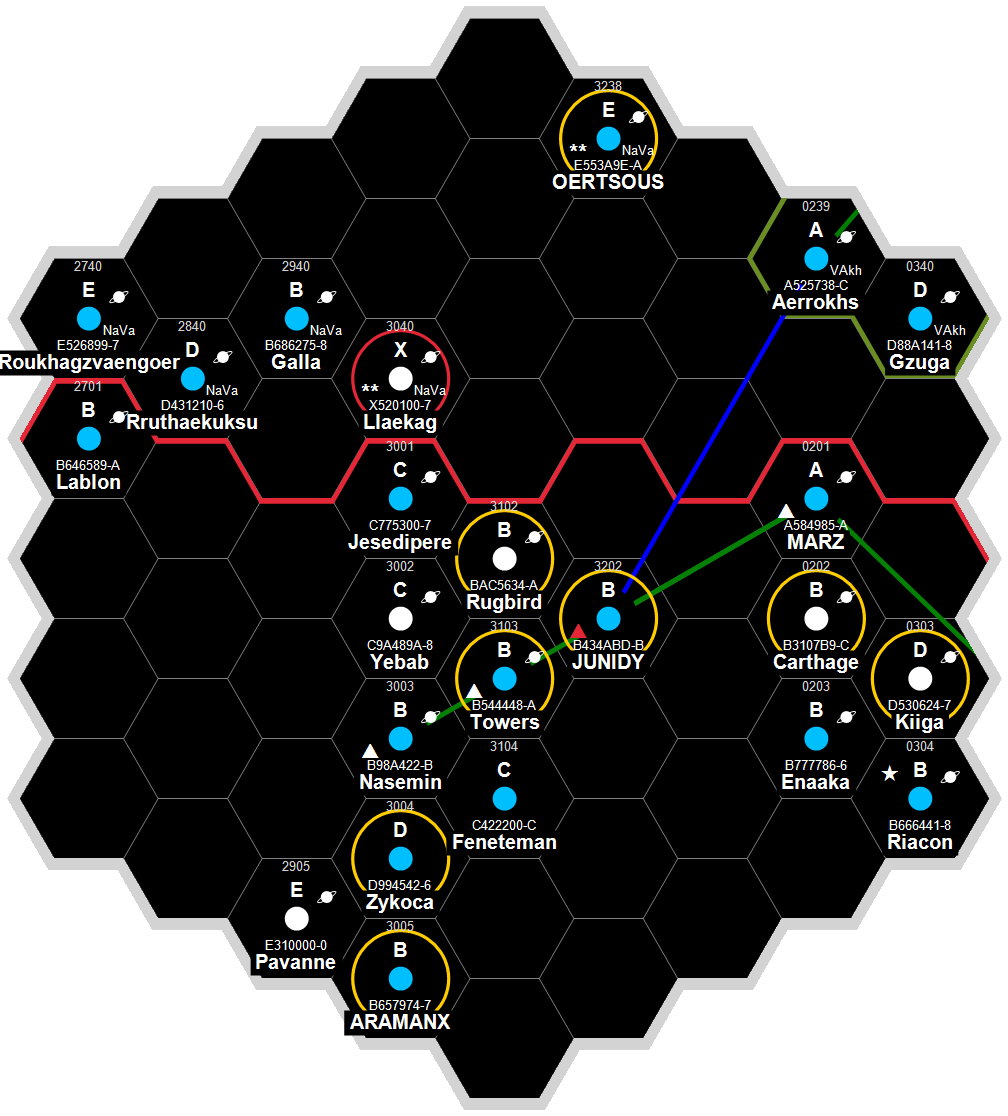 3238
E
**
NaVa
E553A9E-A
OERTSOUS
0239
A
VAkh
A525738-C
Aerrokhs
2740
E
NaVa
E526899-7
Roukhagzvaengoer
2940
B
NaVa
B686275-8
Galla
0340
D
VAkh
D88A141-8
Gzuga
2840
D
NaVa
D431210-6
Rruthaekuksu
3040
X
**
NaVa
X520100-7
Llaekag
2701
B
B646589-A
Lablon
3001
C
C775300-7
Jesedipere
0201
A
A584985-A
MARZ
3102
B
BAC5634-A
Rugbird
3002
C
C9A489A-8
Yebab
3202
B
B434ABD-B
JUNIDY
0202
B
B3107B9-C
Carthage
3103
B
B544448-A
Towers
0303
D
D530624-7
Kiiga
3003
B
B98A422-B
Nasemin
0203
B
B777786-6
Enaaka
3104
C
C422200-C
Feneteman
0304
B
B666441-8
Riacon
3004
D
D994542-6
Zykoca
2905
E
E310000-0
Pavanne
3005
B
B657974-7
ARAMANX